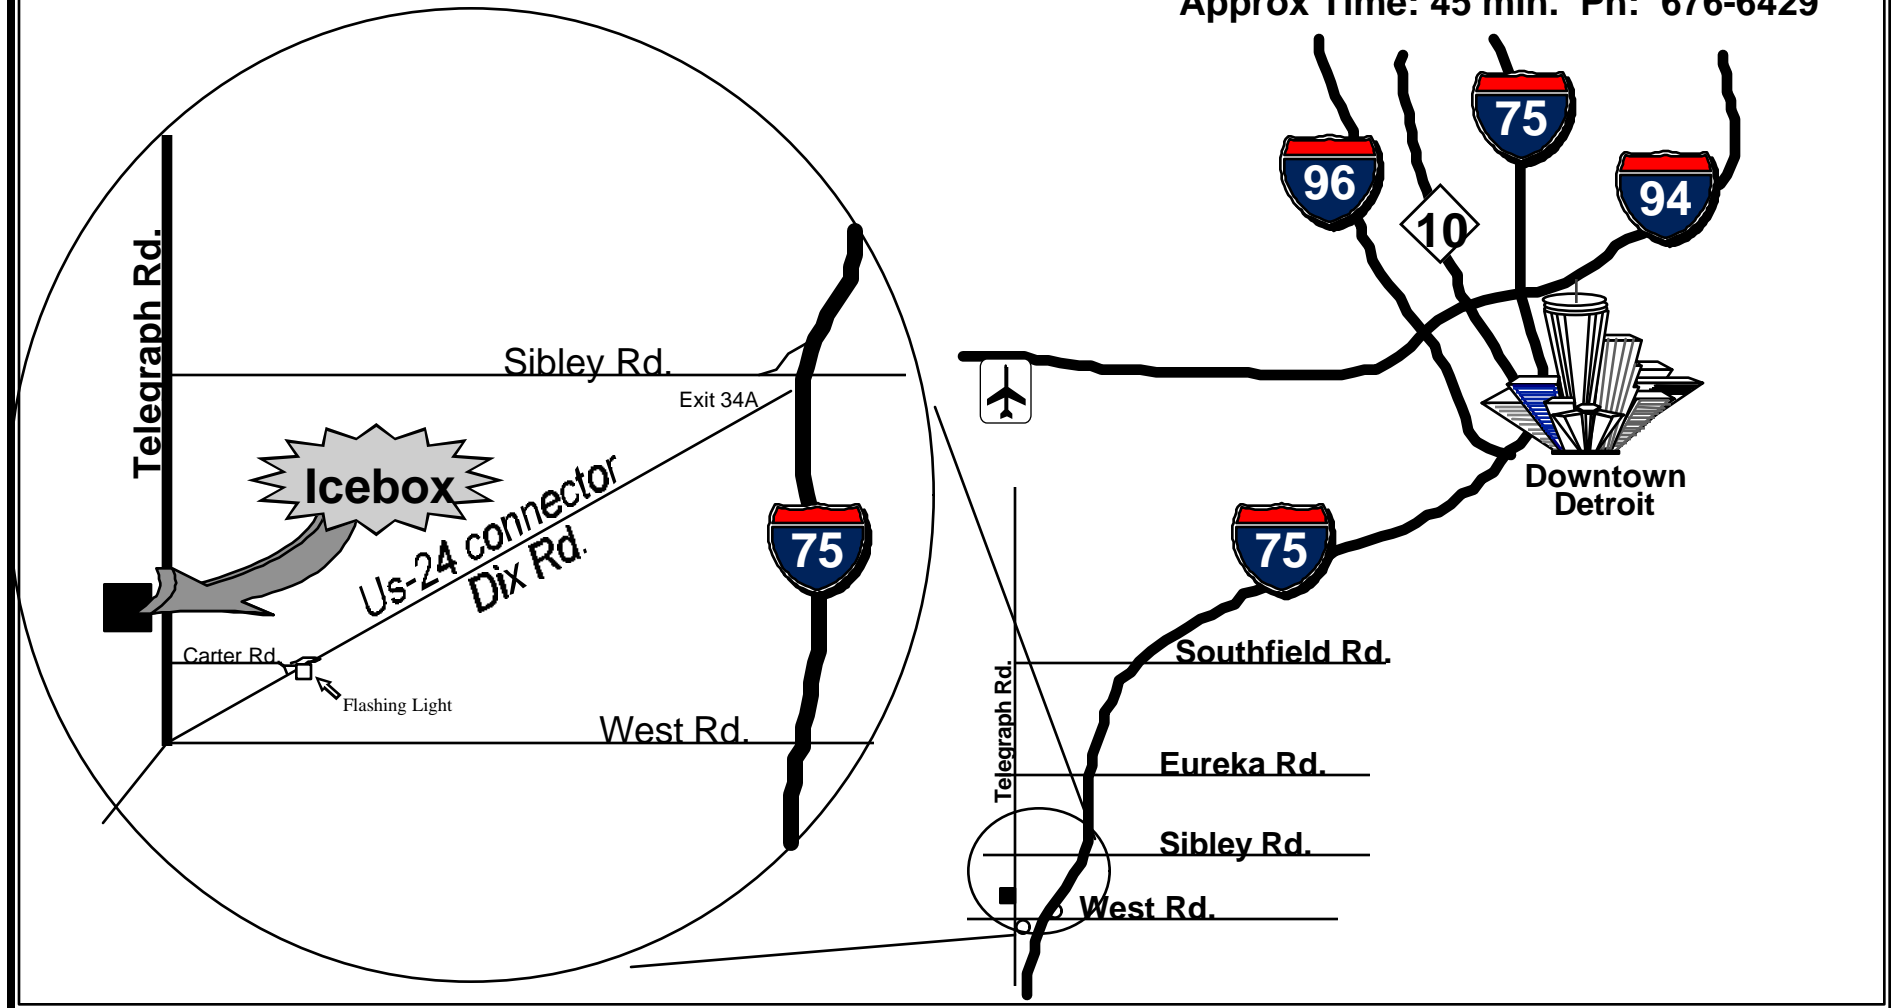 Approx Time: 45 min. Ph: 676-6429
75
96
94
10
Telegraph Rd.
Sibley Rd.
Exit 34A
Icebox
Us-24 connector
Dix Rd.
75
Downtown
Detroit
75
Carter Rd.
Flashing Light
West Rd.
Telegraph Rd.
Southfield Rd.
Eureka Rd.
Sibley Rd.
West Rd.